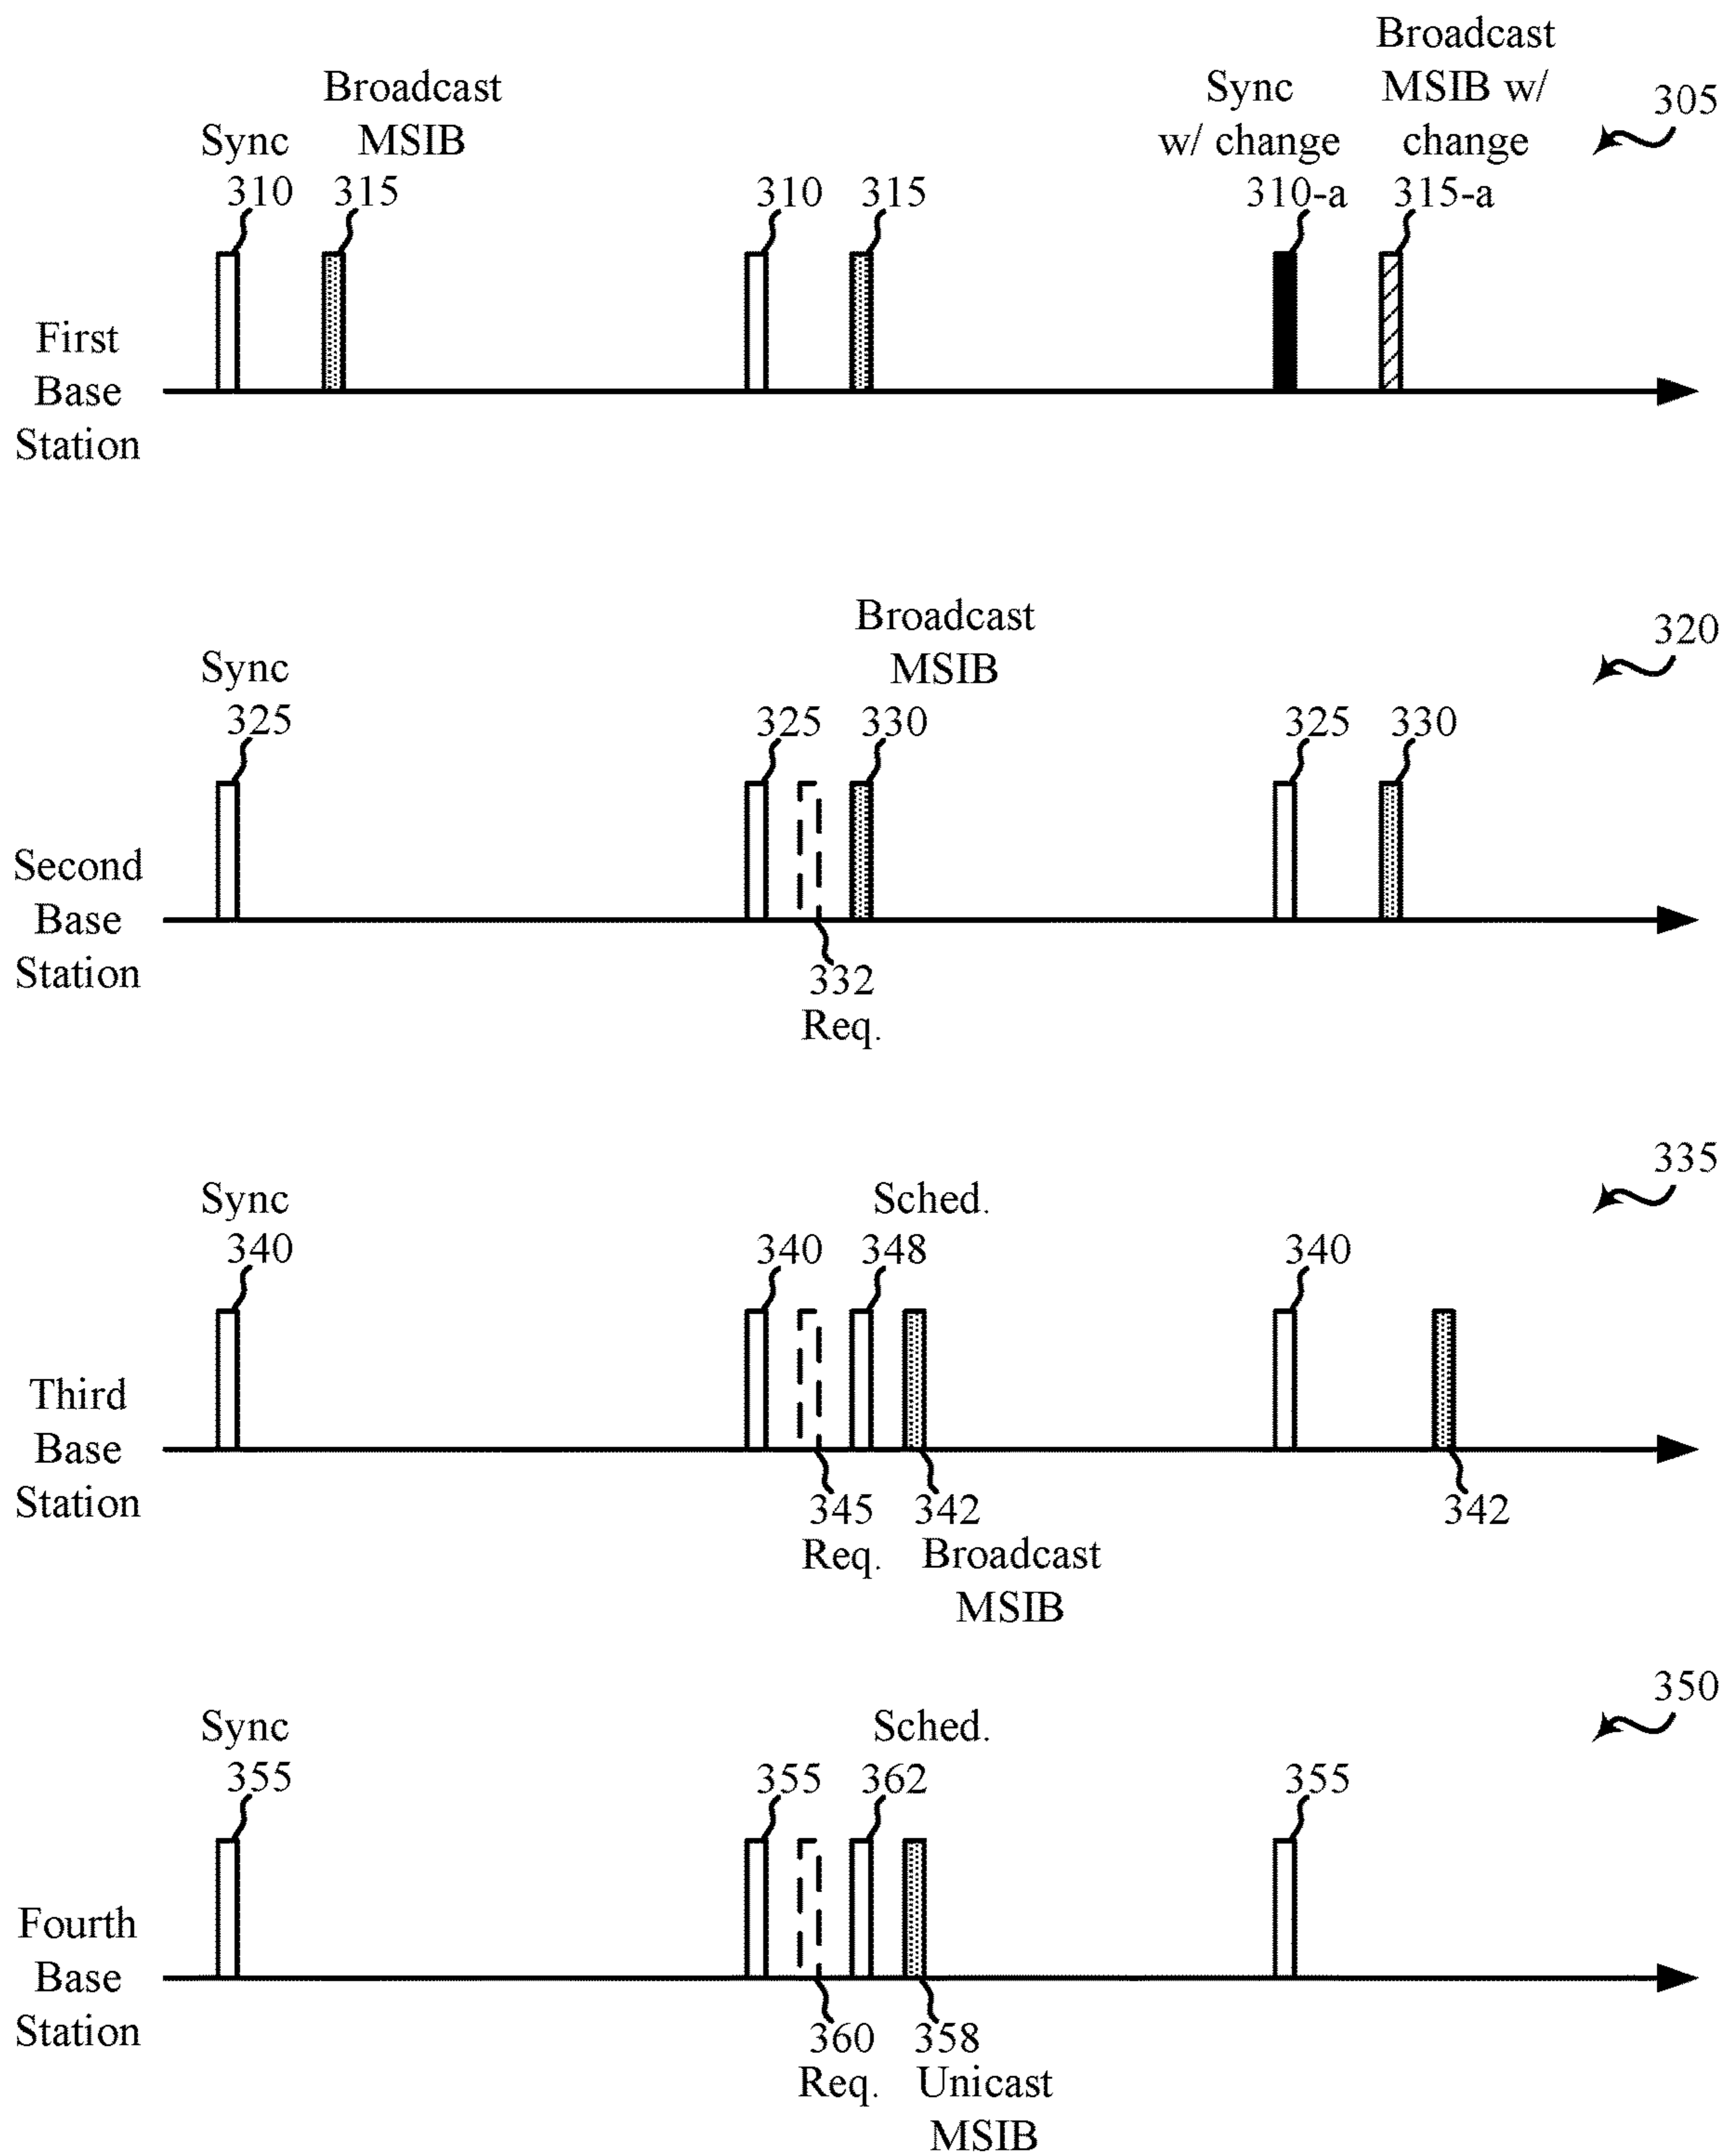 Broadcast
MSIB w/
change
315-a
Sync
w/ change
310-a
Broadcast
MSIB
315
Sync
310
310
315
305
First
Base
Station
Broadcast
MSIB
320
Sync
325
325
330
325
330
Second
Base
Station
332
Req.
335
Sync
340
340
Sched.
348
340
Third
Base
Station
345
Req.
342
Broadcast
MSIB
342
350
Sync
355
355
Sched.
362
355
Fourth
Base
Station
360
Req.
358
Unicast
MSIB